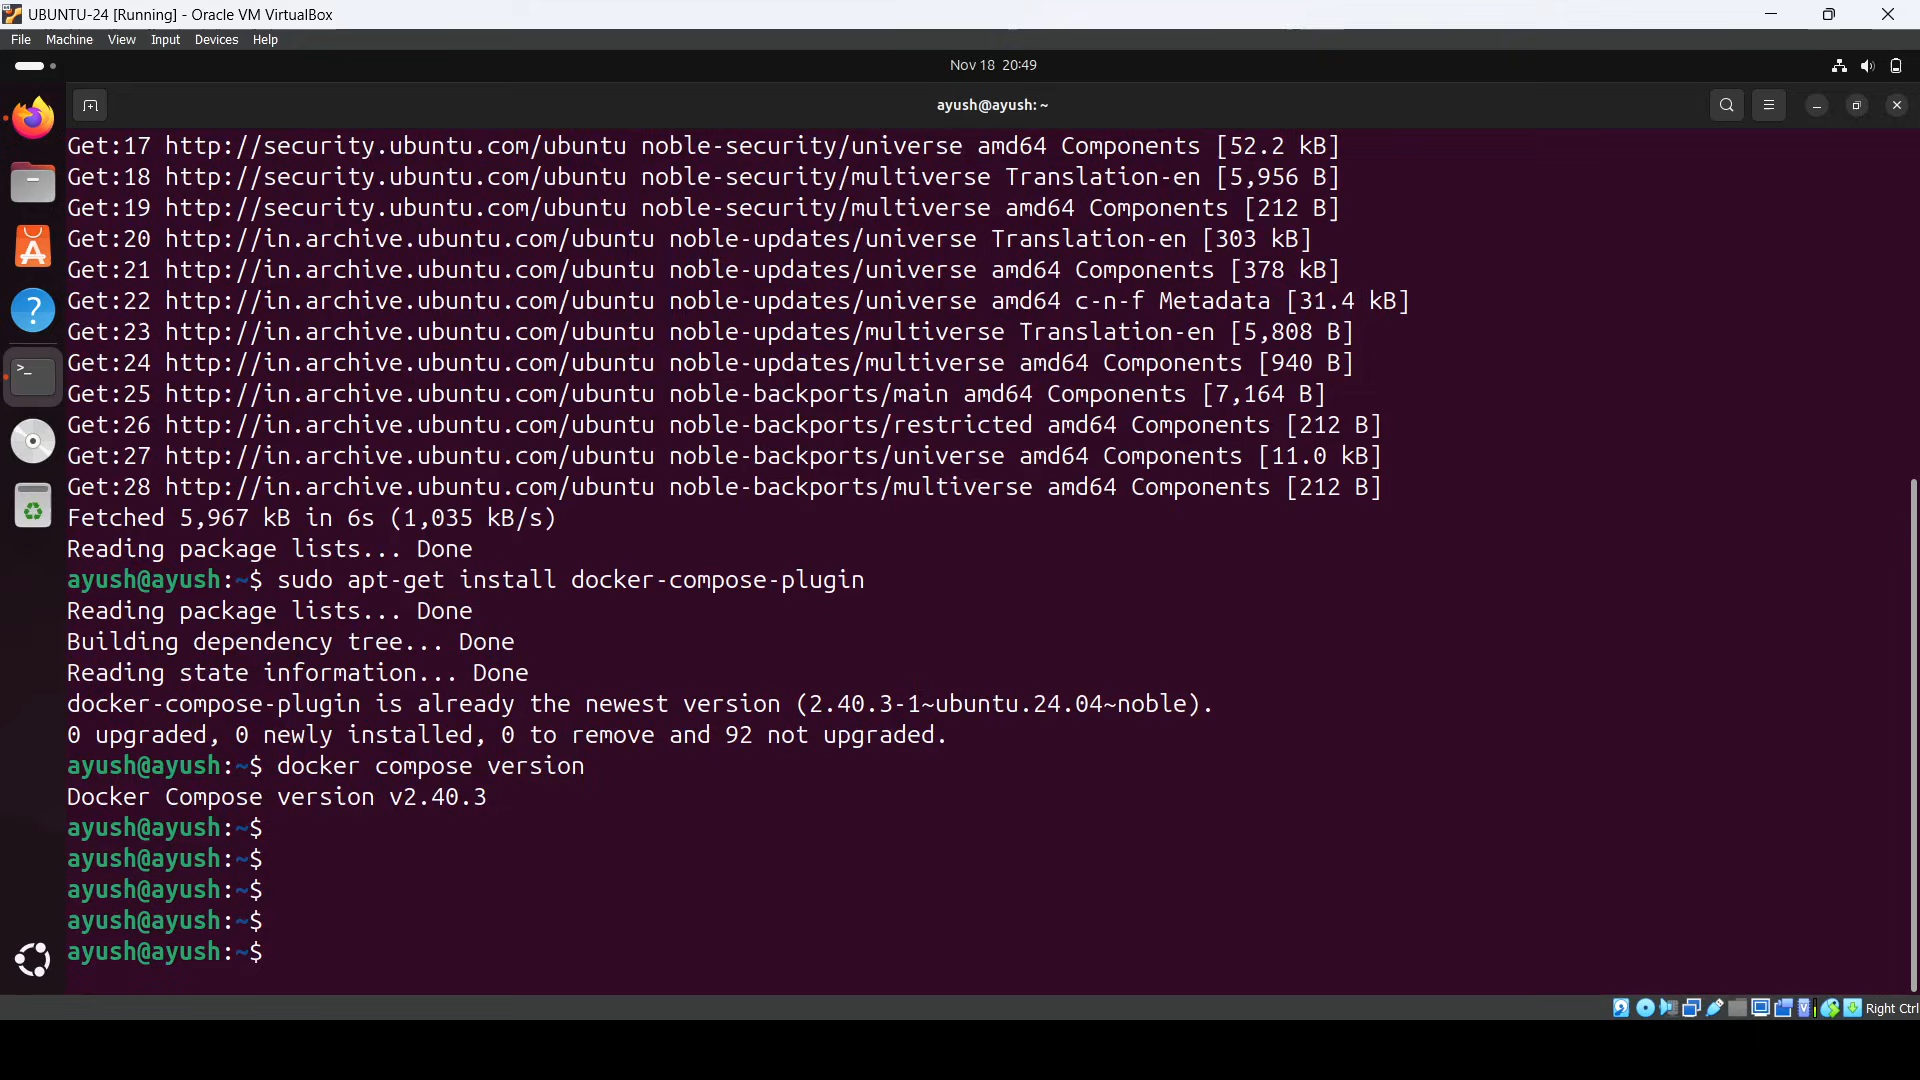 UBUNTU-24 [Running] - Oracle VM VirtualBox
File Machine View Input Devices Help
Nov 18 20:49
ayush@ayush: ~
Get:17 http://security.ubuntu.com/ubuntu noble-security/universe amd64 Components [52.2 kB]
Get:18 http://security.ubuntu.com/ubuntu noble-security/multiverse Translation-en [5,956 B]
Get:19 http://security.ubuntu.com/ubuntu noble-security/multiverse amd64 Components [212 B]
Get:20 http://in.archive.ubuntu.com/ubuntu noble-updates/universe Translation-en [303 kB]
Get:21 http://in.archive.ubuntu.com/ubuntu noble-updates/universe amd64 Components [378 kB]
Get:22 http://in.archive.ubuntu.com/ubuntu noble-updates/universe amd64 c-n-f Metadata [31.4 kB]
Get:23 http://in.archive.ubuntu.com/ubuntu noble-updates/multiverse Translation-en [5,808 B]
Get:24 http://in.archive.ubuntu.com/ubuntu noble-updates/multiverse amd64 Components [940 B]
Get:25 http://in.archive.ubuntu.com/ubuntu noble-backports/main amd64 Components [7,164 B]
Get:26 http://in.archive.ubuntu.com/ubuntu noble-backports/restricted amd64 Components [212 B]
Get:27 http://in.archive.ubuntu.com/ubuntu noble-backports/universe amd64 Components [11.0 kB]
Get:28 http://in.archive.ubuntu.com/ubuntu noble-backports/multiverse amd64 Components [212 B]
Fetched 5,967 kB in 6s (1,035 kB/s)
Reading package lists... Done
ayush@ayush:~$ sudo apt-get install docker-compose-plugin
Reading package lists... Done
Building dependency tree... Done
Reading state information... Done
docker-compose-plugin is already the newest version (2.40.3-1~ubuntu.24.04~noble).
0 upgraded, 0 newly installed, 0 to remove and 92 not upgraded.
ayush@ayush:~$ docker compose version
Docker Compose version v2.40.3
ayush@ayush:~$
ayush@ayush:~$
ayush@ayush:~$
ayush@ayush:~$
ayush@ayush:~$
Right Ctrl